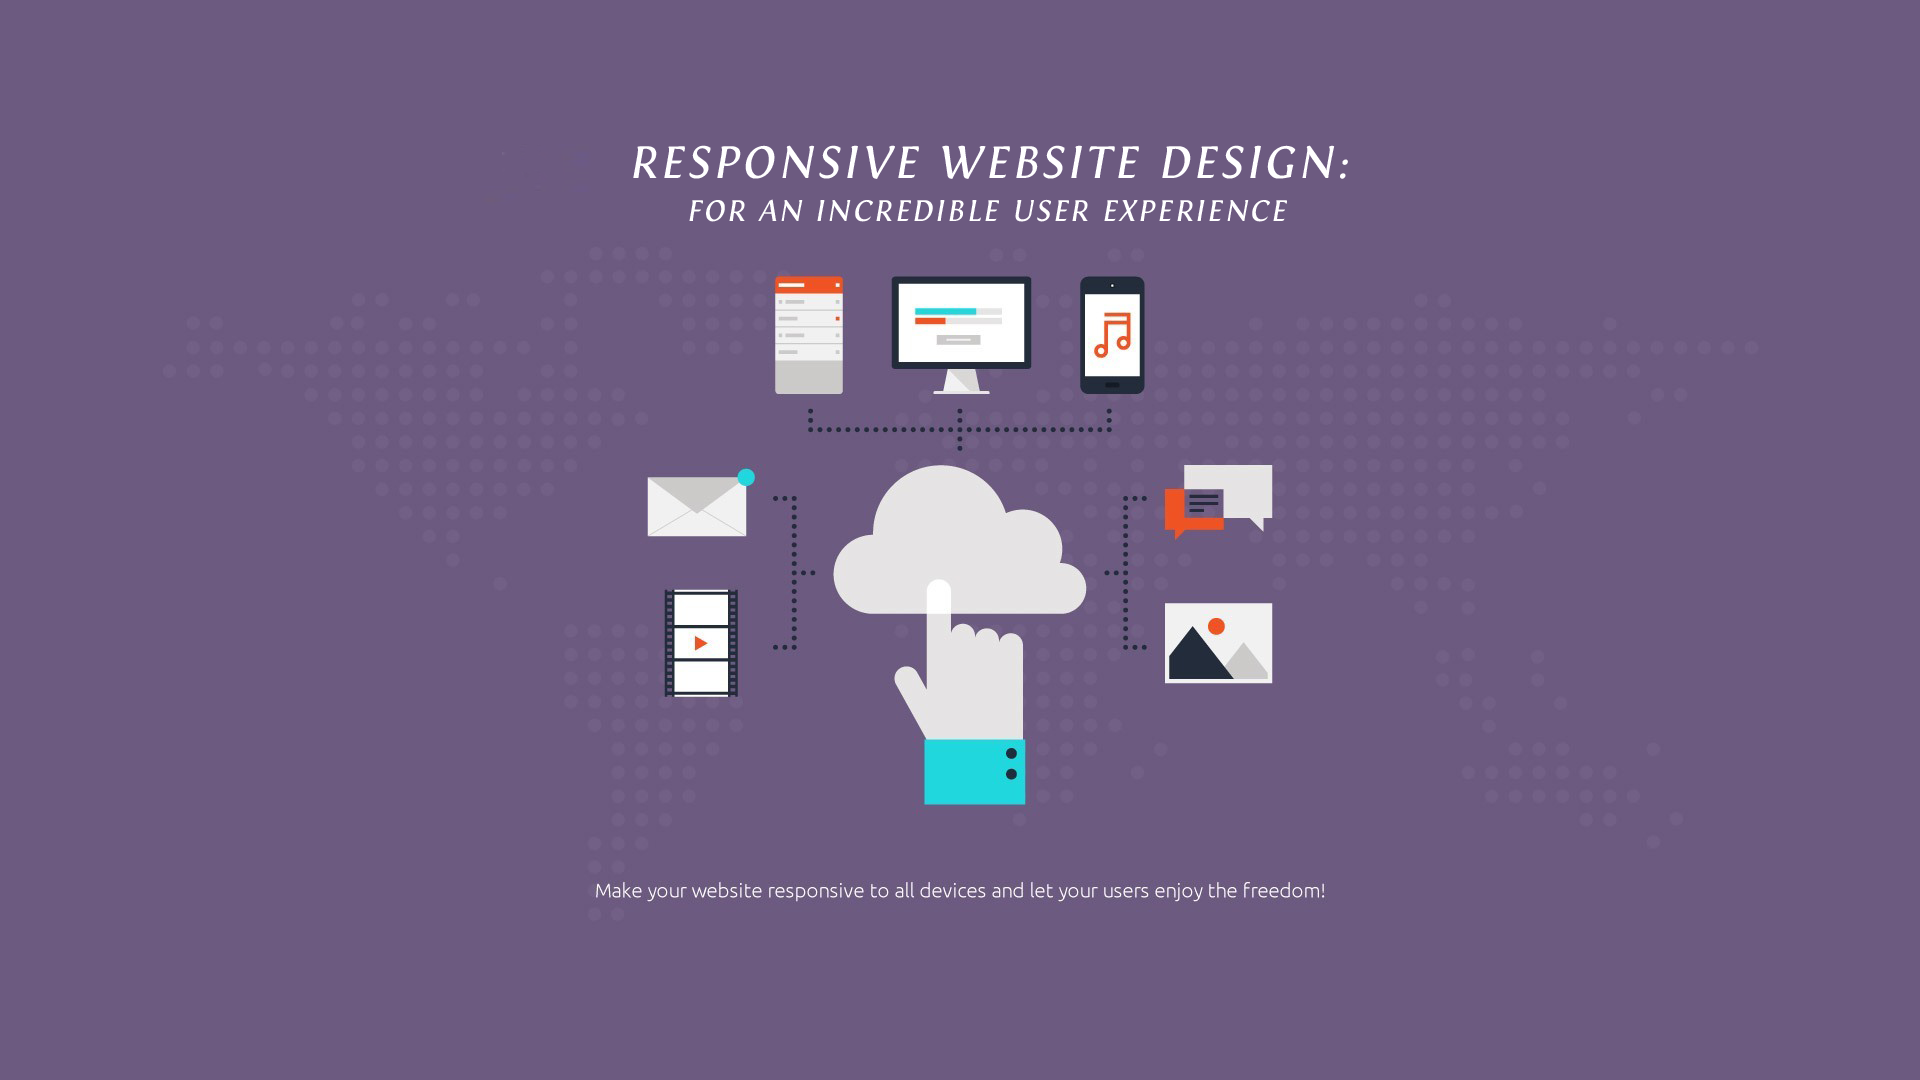 RESPONSIVE WEBSITE DESIGN:
FOR AN INCREDIBLE USER EXPERIENCE
Make your website responsive to all devices and let your users enjoy the freedom!